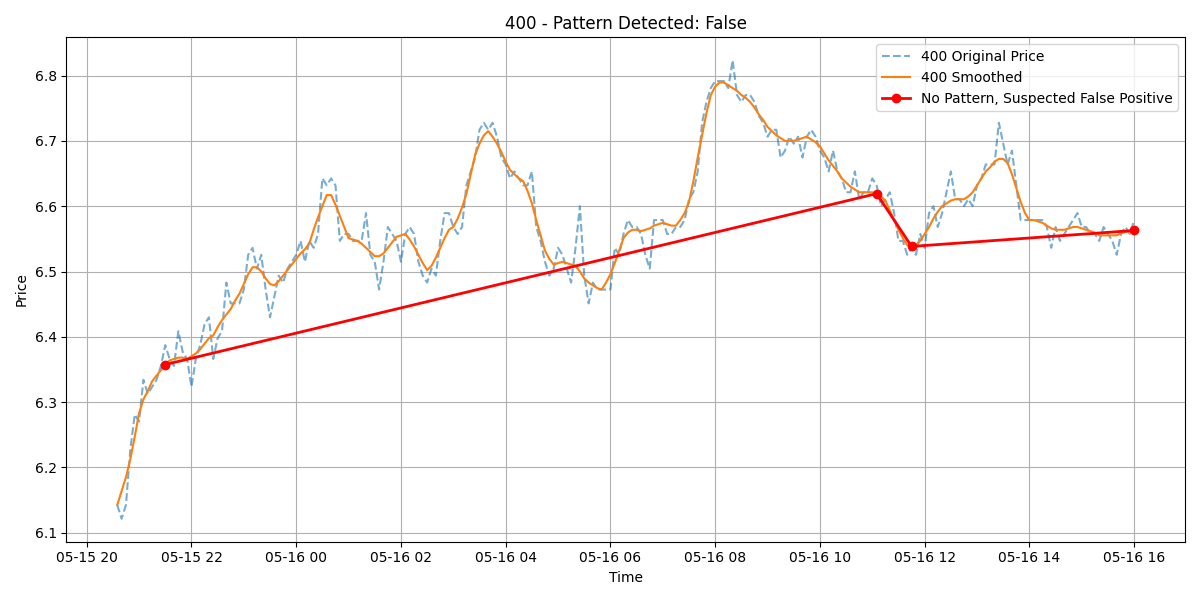 400 - Pattern Detected: False
400 Original Price
400 Smoothed
No Pattern, Suspected False Positive
Price
6.8
6.7
6.6
6.5
6.4
6.3
6.2
6.1
05-15 20 05-15 22 05-16 00 05-16 02 05-16 04 05-16 06 05-16 08 05-16 10 05-16 12 05-16 14 05-16 16
Time